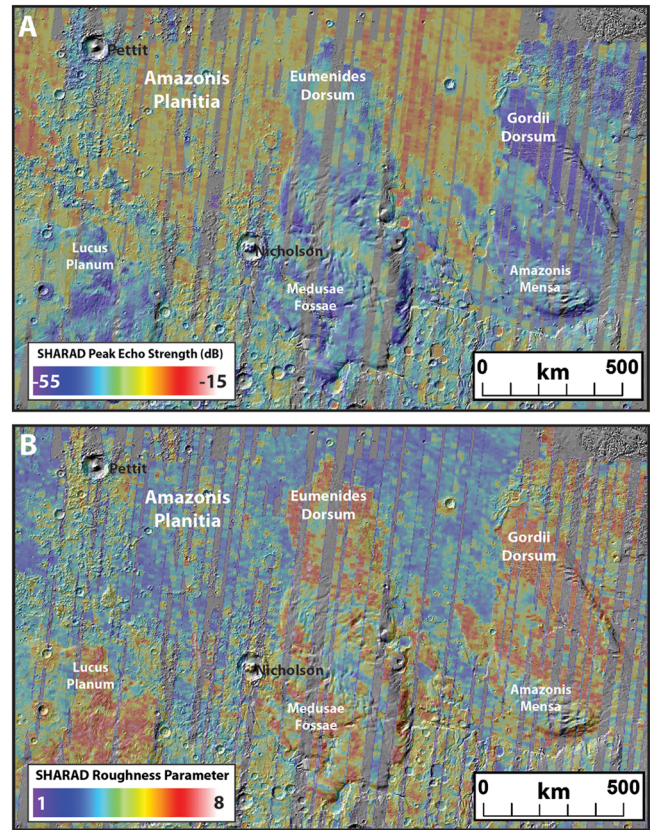 A
Pettit
Amazonis
Planitia
Eumenides
Dorsum
Gordii
Dorsum
Lucus
Planum
Nicholson
Medusae
Fossae
Amazonis
Mensa
SHARAD Peak Echo Strength (dB)
-55 -15
0 km 500
B
Pettit
Amazonis
Planitia
Eumenides
Dorsum
Gordii
Dorsum
Lucus
Planum
Nicholson
Medusae
Fossae
Amazonis
Mensa
SHARAD Roughness Parameter
1 8
0 km 500